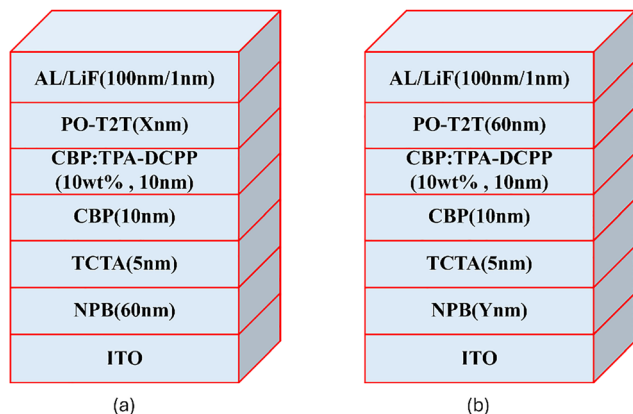 AL/LiF(100nm/1nm)
PO-T2T(Xnm)
CBP:TPA-DCPP
(10wt% , 10nm)
CBP(10nm)
TCTA(5nm)
NPB(60nm)
ITO
(a)
AL/LiF(100nm/1nm)
PO-T2T(60nm)
CBP:TPA-DCPP
(10wt% , 10nm)
CBP(10nm)
TCTA(5nm)
NPB(Ynm)
ITO
(b)